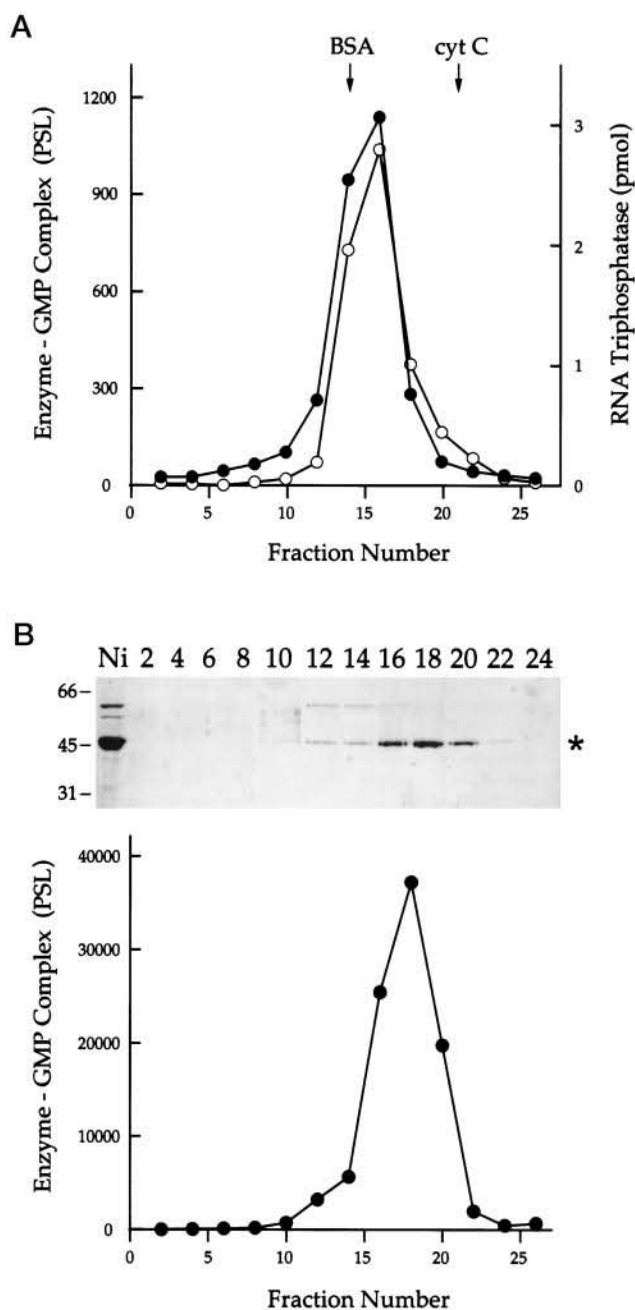 A
BSA
cyt C
1200
900
600
300
0
3
2
1
0
Enzyme - GMP Complex (PSL)
RNA Triphosphatase (pmol)
0 5 10 15 20 25
Fraction Number
B
Ni 2 4 6 8 10 12 14 16 18 20 22 24
66 –
45 –
*
31 –
40000
30000
20000
10000
0
Enzyme - GMP Complex (PSL)
0 5 10 15 20 25
Fraction Number